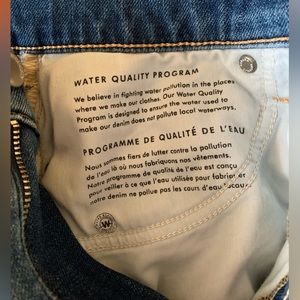 WATER QUALITY PROGRAM
We believe in fighting water pollution in the places
where we make our clothes. Our Water Quality
Program is designed to ensure the water used to
make our denim does not pollute local waterways.
PROGRAMME DE QUALITÉ DE L'EAU
Nous sommes fiers de lutter contre la pollution
de l'eau là où nous fabriquons nos vêtements.
Notre programme de qualité de l'eau est conçu
pour veiller à ce que l'eau utilisée pour fabriquer
notre denim ne pollue pas les cours d'eau locaux.
W